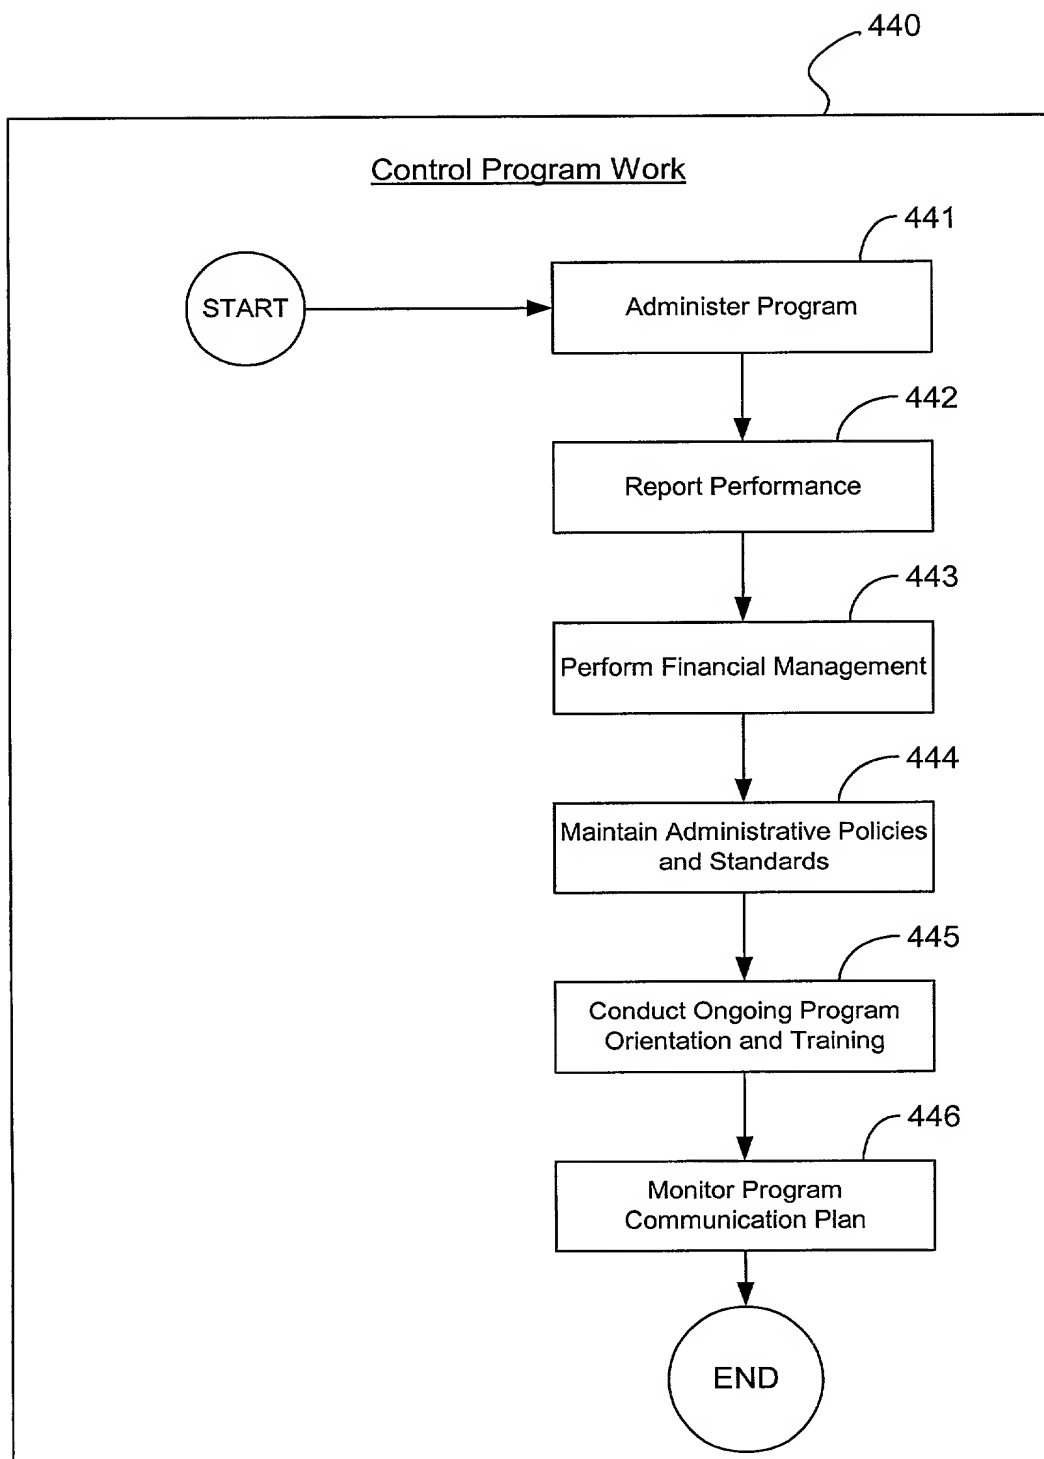 440
Control Program Work
441
START
Administer Program
442
Report Performance
443
Perform Financial Management
444
Maintain Administrative Policies
and Standards
445
Conduct Ongoing Program
Orientation and Training
446
Monitor Program
Communication Plan
END